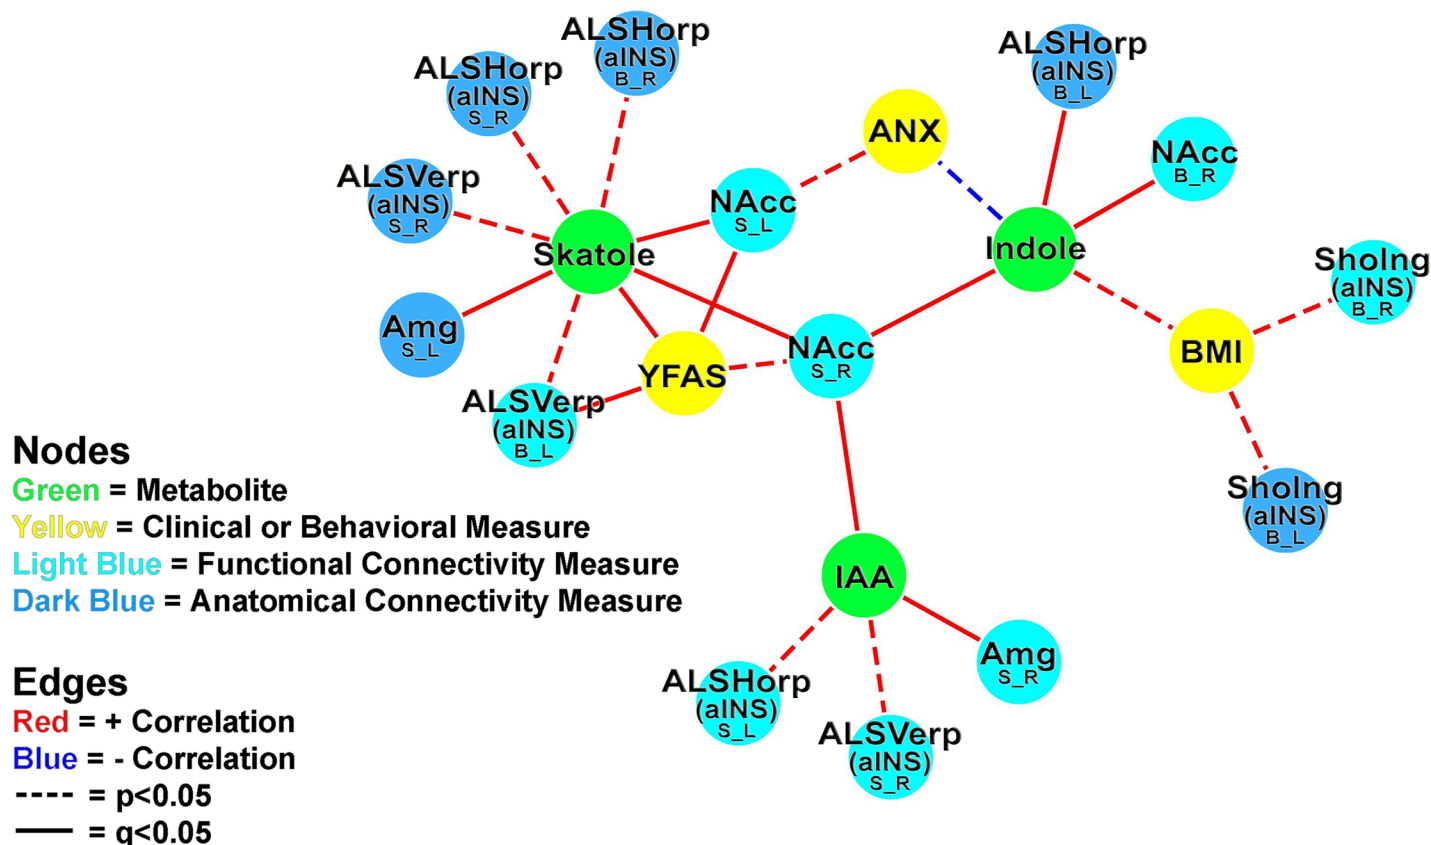 ALSHorp
(aINS)
B_R
ALSHorp
(aINS)
S_R
ALSHorp
(aINS)
B_L
ANX
NAcc
B_R
ALSVerp
(aINS)
S_R
NAcc
S_L
Skatole
Indole
ShoIng
(aINS)
B_R
Amg
S_L
NAcc
S_R
BMI
YFAS
ALSVerp
(aINS)
B_L
ShoIng
(aINS)
B_L
IAA
Amg
S_R
ALSHorp
(aINS)
S_L
ALSVerp
(aINS)
S_R
Nodes
Green = Metabolite
Yellow = Clinical or Behavioral Measure
Light Blue = Functional Connectivity Measure
Dark Blue = Anatomical Connectivity Measure
Edges
Red = + Correlation
Blue = - Correlation
= p<0.05
= q<0.05